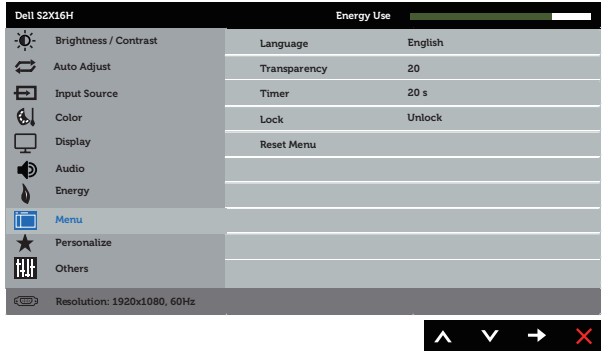 Dell S2X16H Energy Use
Brightness / Contrast
Language English
Auto Adjust
Transparency 20
Input Source
Timer 20 s
Color
Lock Unlock
Display
Reset Menu
Audio
Energy
Menu
Personalize
Others
Resolution: 1920x1080, 60Hz